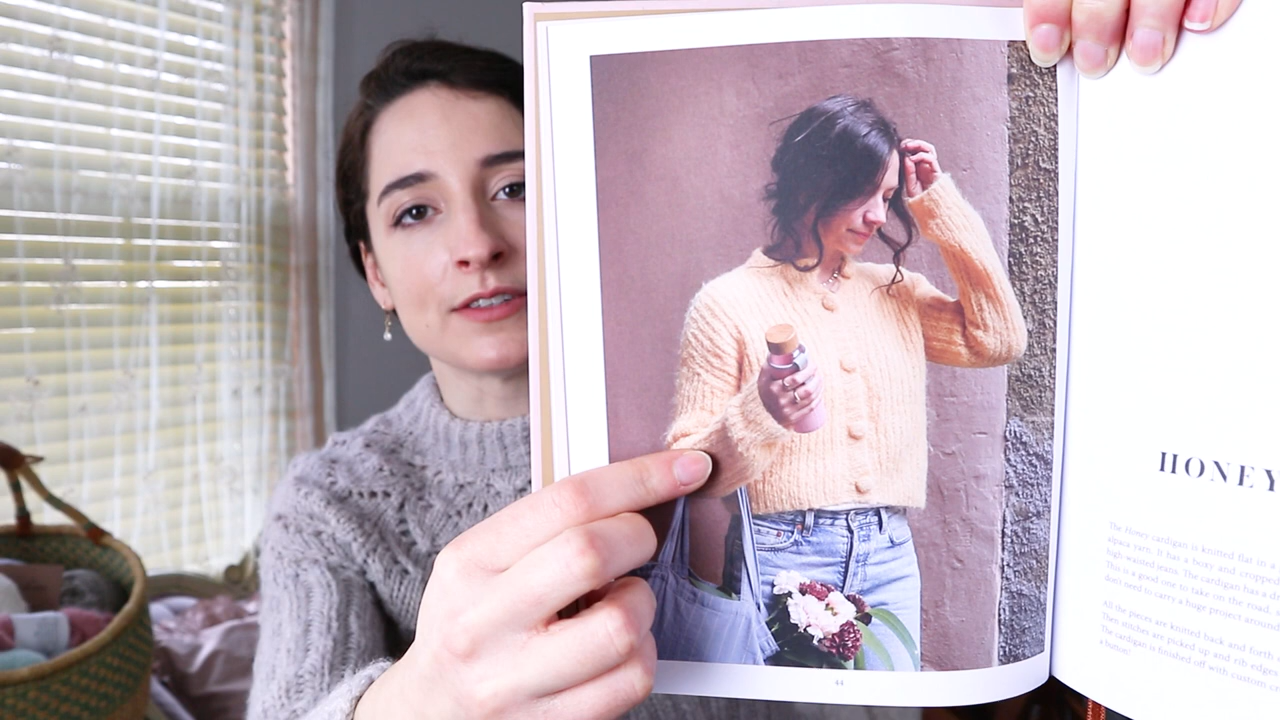 44
HONEY
The Honey cardigan is knitted flat in a
alpaca yarn. It has a boxy and cropped
high-waisted jeans. The cardigan has a d
This is a good one to take on the road,
don't need to carry a huge project around
All the pieces are knitted back and forth
Then stitches are picked up and rib edges
The cardigan is finished off with custom
a button!